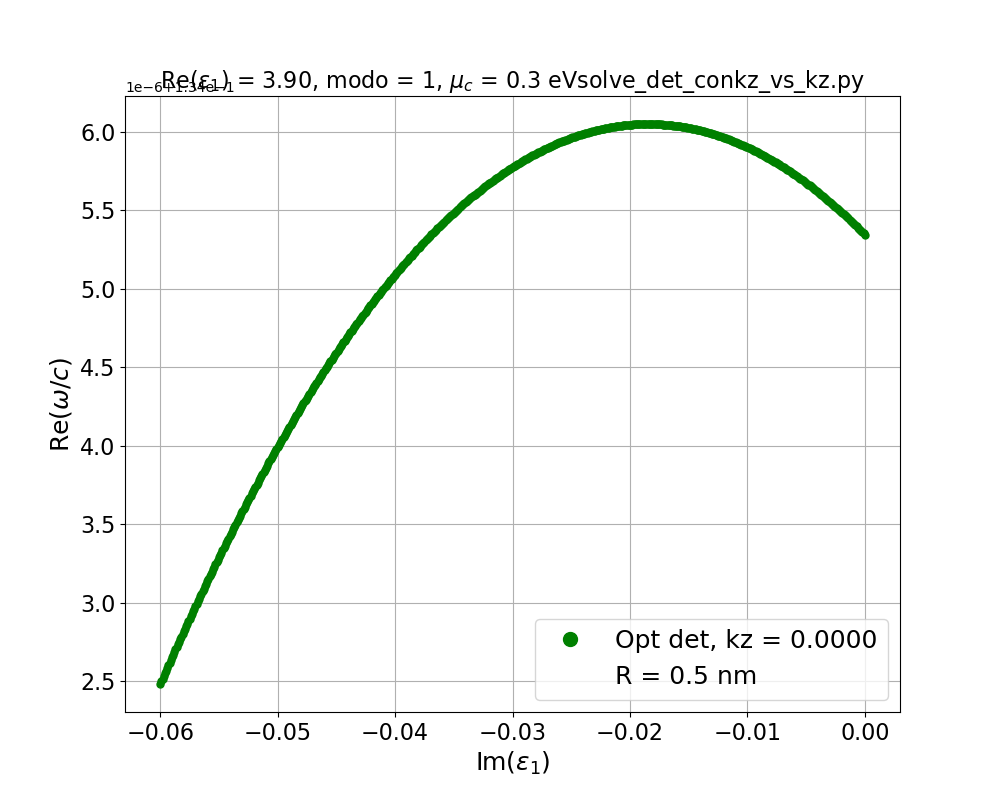 Re(ε₁) = 3.90, modo = 1, μ_c = 0.3 eVsolve_det_conkz_vs_kz.py
1e−6+1.34e−1
6.0
5.5
5.0
4.5
4.0
3.5
3.0
2.5
Re(ω/c)
Opt det, kz = 0.0000
R = 0.5 nm
−0.06 −0.05 −0.04 −0.03 −0.02 −0.01 0.00
Im(ε₁)